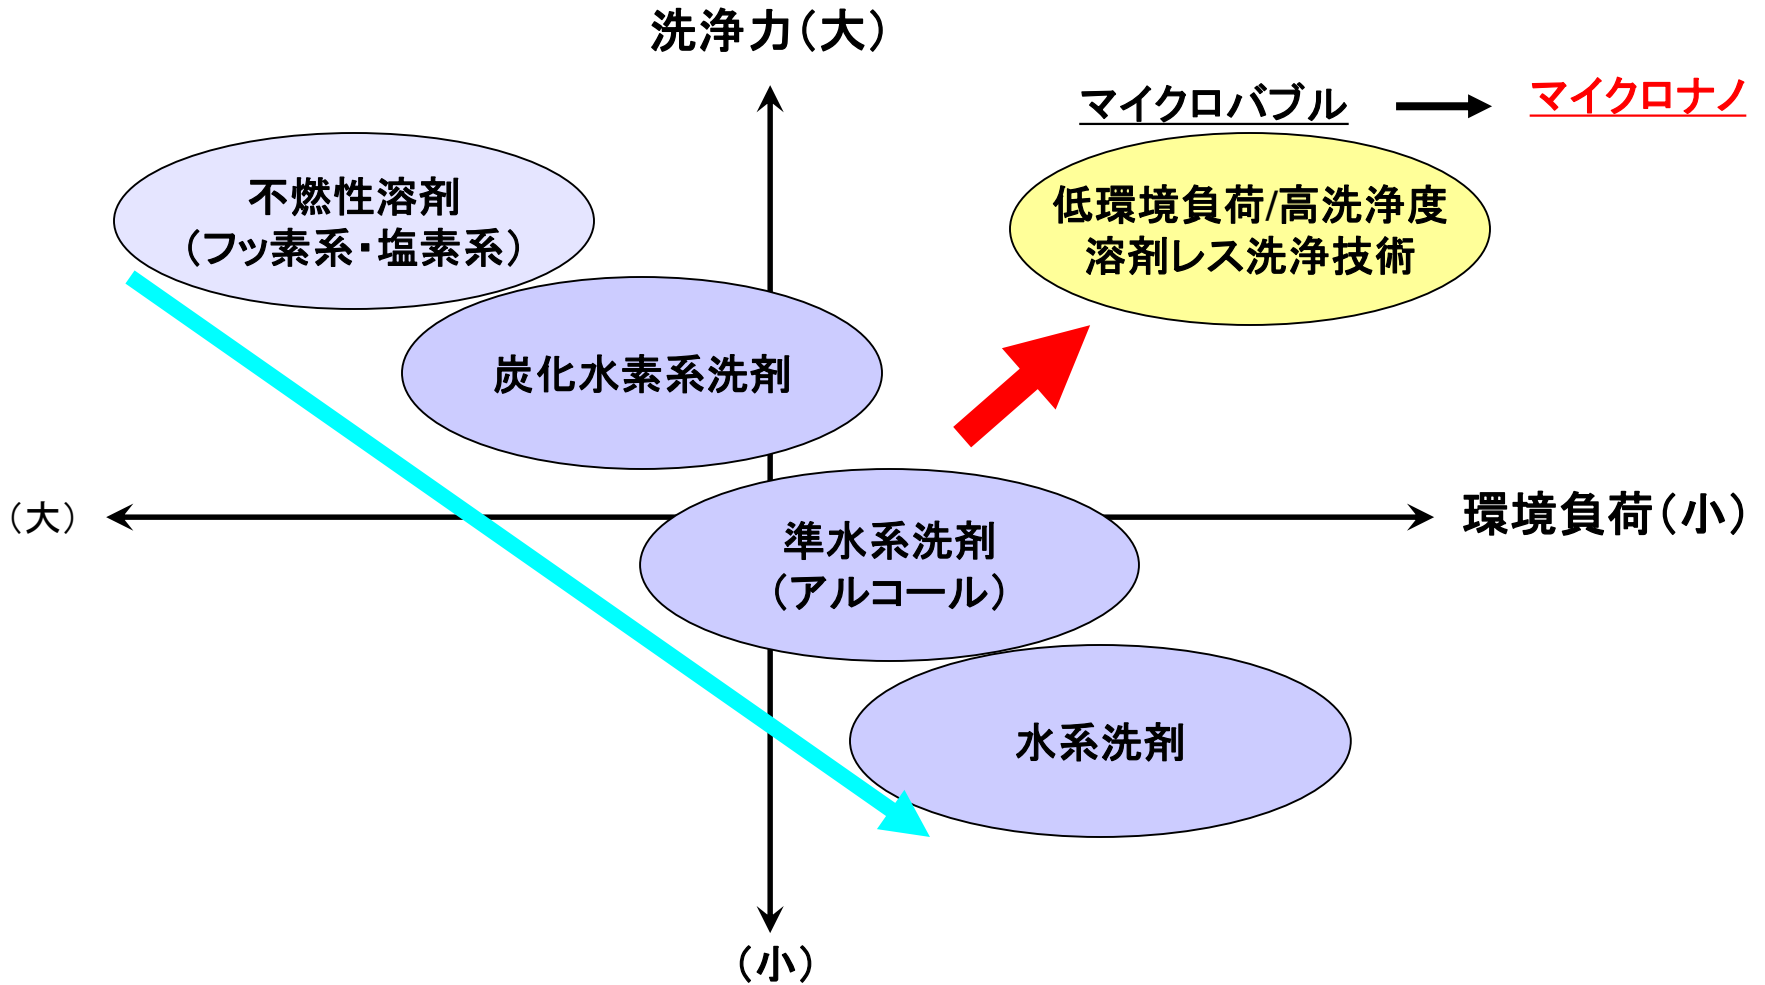 洗浄力(大)
マイクロバブル
マイクロナノ
不燃性溶剤
(フッ素系・塩素系)
低環境負荷/高洗浄度
溶剤レス洗浄技術
炭化水素系洗剤
(大)
環境負荷(小)
準水系洗剤
(アルコール)
水系洗剤
(小)